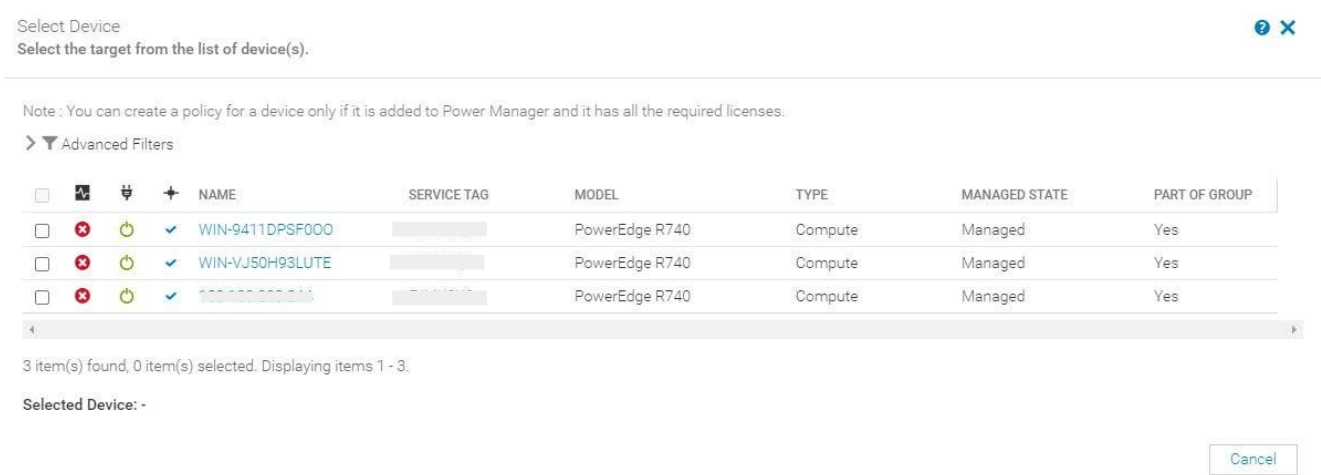 Select Device
Select the target from the list of device(s).
Note : You can create a policy for a device only if it is added to Power Manager and it has all the required licenses.
Advanced Filters
NAME SERVICE TAG MODEL TYPE MANAGED STATE PART OF GROUP
WIN-9411DPSF0OO PowerEdge R740 Compute Managed Yes
WIN-VJ50H93LUTE PowerEdge R740 Compute Managed Yes
PowerEdge R740 Compute Managed Yes
3 item(s) found, 0 item(s) selected. Displaying items 1 - 3.
Selected Device: -
Cancel